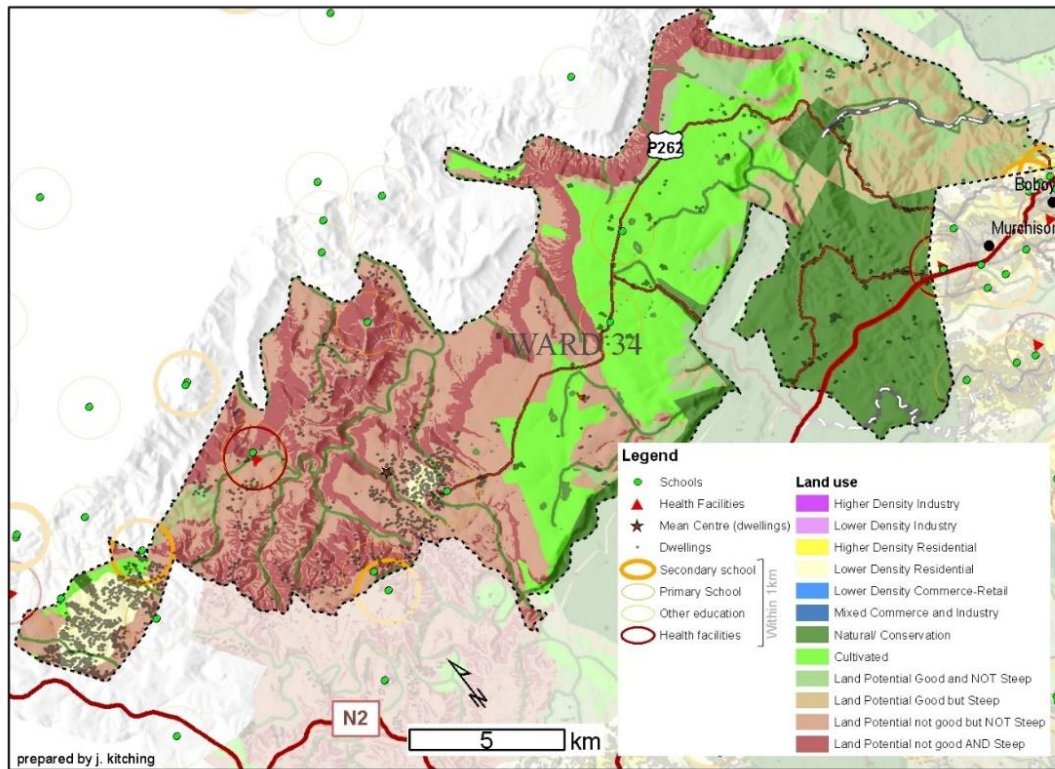 P262
Boboy
Murchison
WARD 34
N2
5 km
prepared by j. kitching
Legend
Schools
Health Facilities
Mean Centre (dwellings)
Dwellings
Secondary school
Primary School
Other education
Health facilities
Within 1km
Land use
Higher Density Industry
Lower Density Industry
Higher Density Residential
Lower Density Residential
Lower Density Commerce-Retail
Mixed Commerce and Industry
Natural/ Conservation
Cultivated
Land Potential Good and NOT Steep
Land Potential Good but Steep
Land Potential not good but NOT Steep
Land Potential not good AND Steep